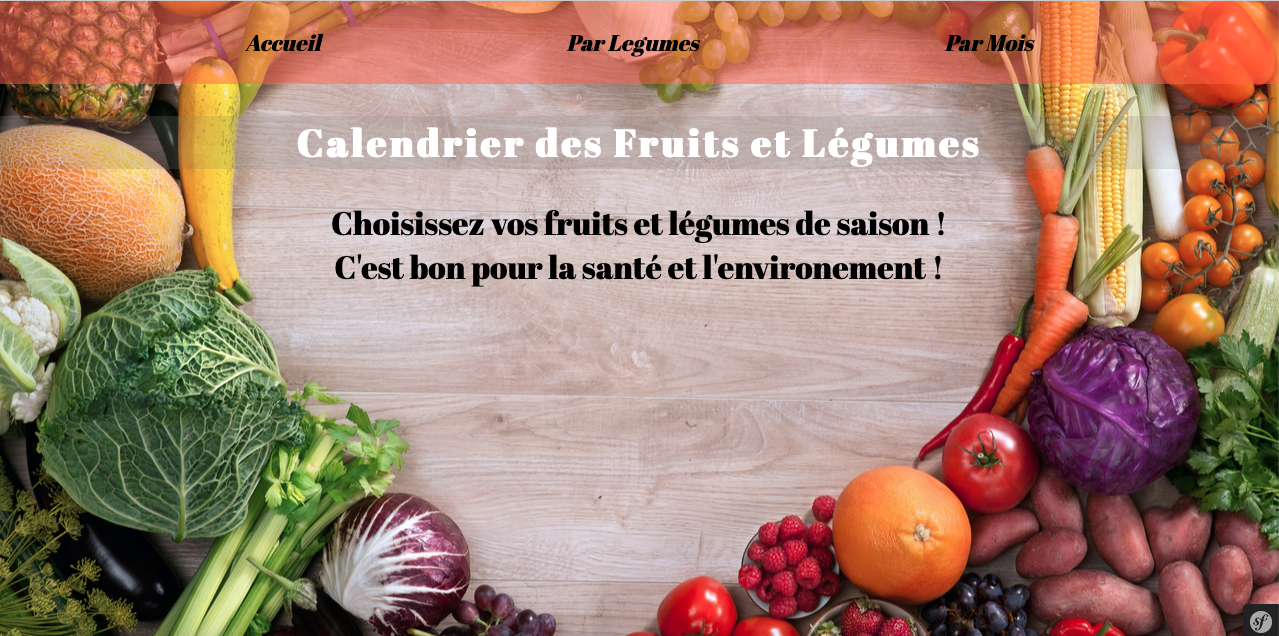 Accueil Par Legumes Par Mois
Calendrier des Fruits et Légumes
Choisissez vos fruits et légumes de saison !
C'est bon pour la santé et l'environement !
sf